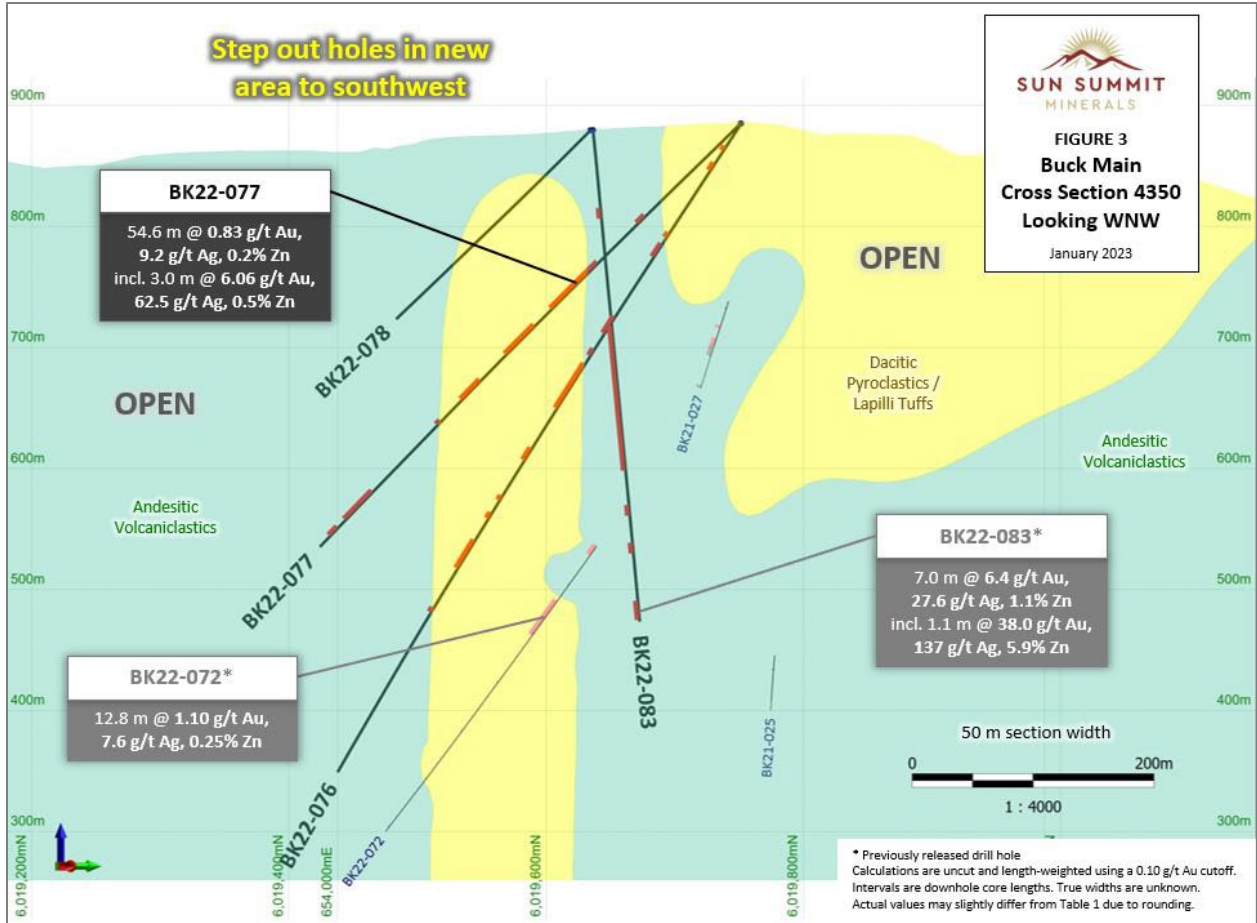 Step out holes in new
area to southwest
SUN SUMMIT
MINERALS
FIGURE 3
Buck Main
Cross Section 4350
Looking WNW
January 2023
900m
800m
700m
600m
500m
400m
300m
900m
800m
700m
600m
500m
400m
300m
BK22-077
54.6 m @ 0.83 g/t Au,
9.2 g/t Ag, 0.2% Zn
incl. 3.0 m @ 6.06 g/t Au,
62.5 g/t Ag, 0.5% Zn
OPEN
OPEN
BK22-078
BK21-027
Dacitic
Pyroclastics /
Lapilli Tuffs
Andesitic
Volcaniclastics
Andesitic
Volcaniclastics
BK22-077
BK22-083*
7.0 m @ 6.4 g/t Au,
27.6 g/t Ag, 1.1% Zn
incl. 1.1 m @ 38.0 g/t Au,
137 g/t Ag, 5.9% Zn
BK22-083
BK22-072*
12.8 m @ 1.10 g/t Au,
7.6 g/t Ag, 0.25% Zn
BK21-025
BK22-076
BK22-072
50 m section width
0 200m
1 : 4000
6,019,200mN
6,019,400mN
654,000mE
6,019,600mN
6,019,800mN
* Previously released drill hole
Calculations are uncut and length-weighted using a 0.10 g/t Au cutoff.
Intervals are downhole core lengths. True widths are unknown.
Actual values may slightly differ from Table 1 due to rounding.